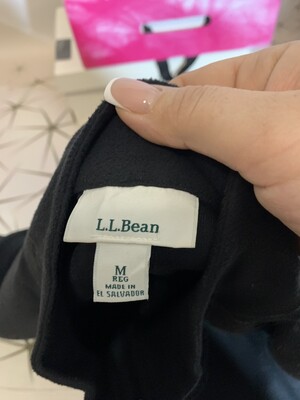 L.L.Bean
M
REG
MADE IN
EL SALVADOR